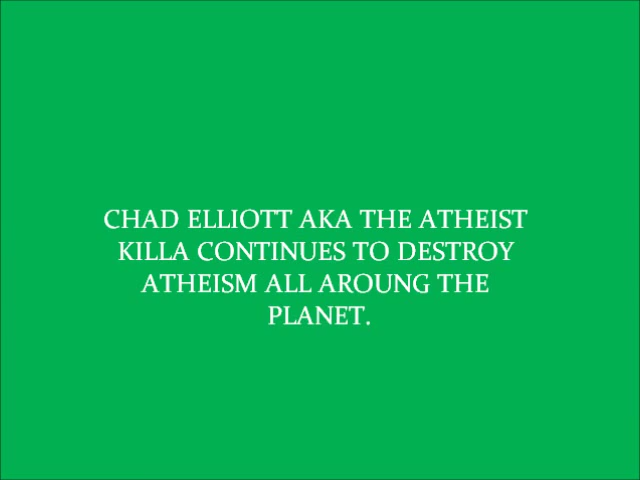 CHAD ELLIOTT AKA THE ATHEIST
KILLA CONTINUES TO DESTROY
ATHEISM ALL AROUNG THE
PLANET.